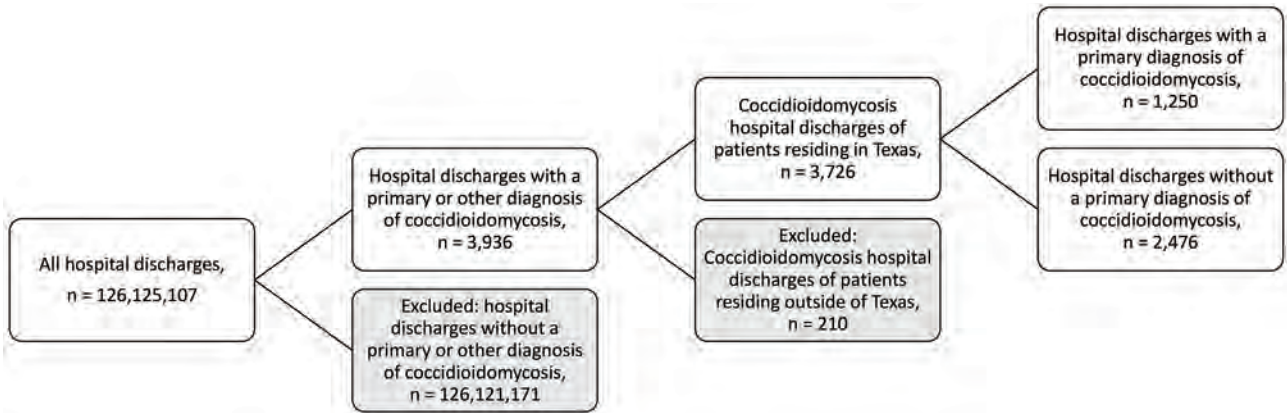 All hospital discharges,
n = 126,125,107
Hospital discharges with a
primary or other diagnosis
of coccidioidomycosis,
n = 3,936
Excluded: hospital
discharges without a
primary or other diagnosis
of coccidioidomycosis,
n = 126,121,171
Coccidioidomycosis
hospital discharges of
patients residing in Texas,
n = 3,726
Excluded:
Coccidioidomycosis hospital
discharges of patients
residing outside of Texas,
n = 210
Hospital discharges with a
primary diagnosis of
coccidioidomycosis,
n = 1,250
Hospital discharges without
a primary diagnosis of
coccidioidomycosis,
n = 2,476